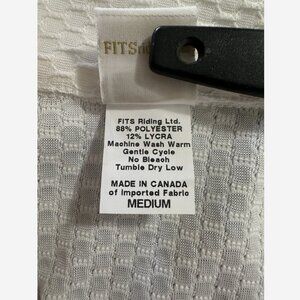 FITS
FITS Riding Ltd.
88% POLYESTER
12% LYCRA
Machine Wash Warm
Gentle Cycle
No Bleach
Tumble Dry Low
MADE IN CANADA
of Imported Fabric
MEDIUM